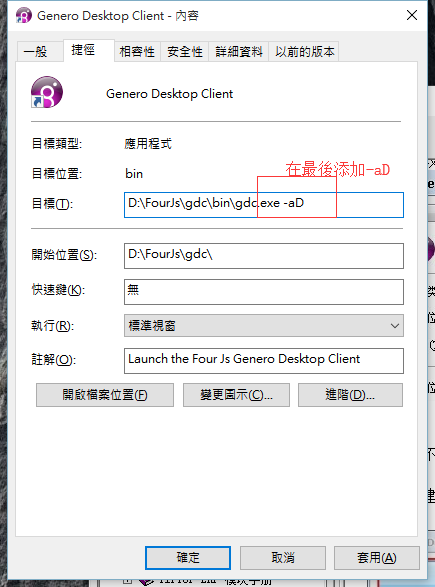 Genero Desktop Client - 內容
一般 捷徑 相容性 安全性 詳細資料 以前的版本
Genero Desktop Client
目標類型: 應用程式
目標位置: bin
在最後添加-aD
目標(T): D:\FourJs\gdc\bin\gdc.exe -aD
開始位置(S): D:\FourJs\gdc\
快速鍵(K): 無
執行(R): 標準視窗
註解(O): Launch the Four Js Genero Desktop Client
開啟檔案位置(F) 變更圖示(C)... 進階(D)...
確定 取消 套用(A)